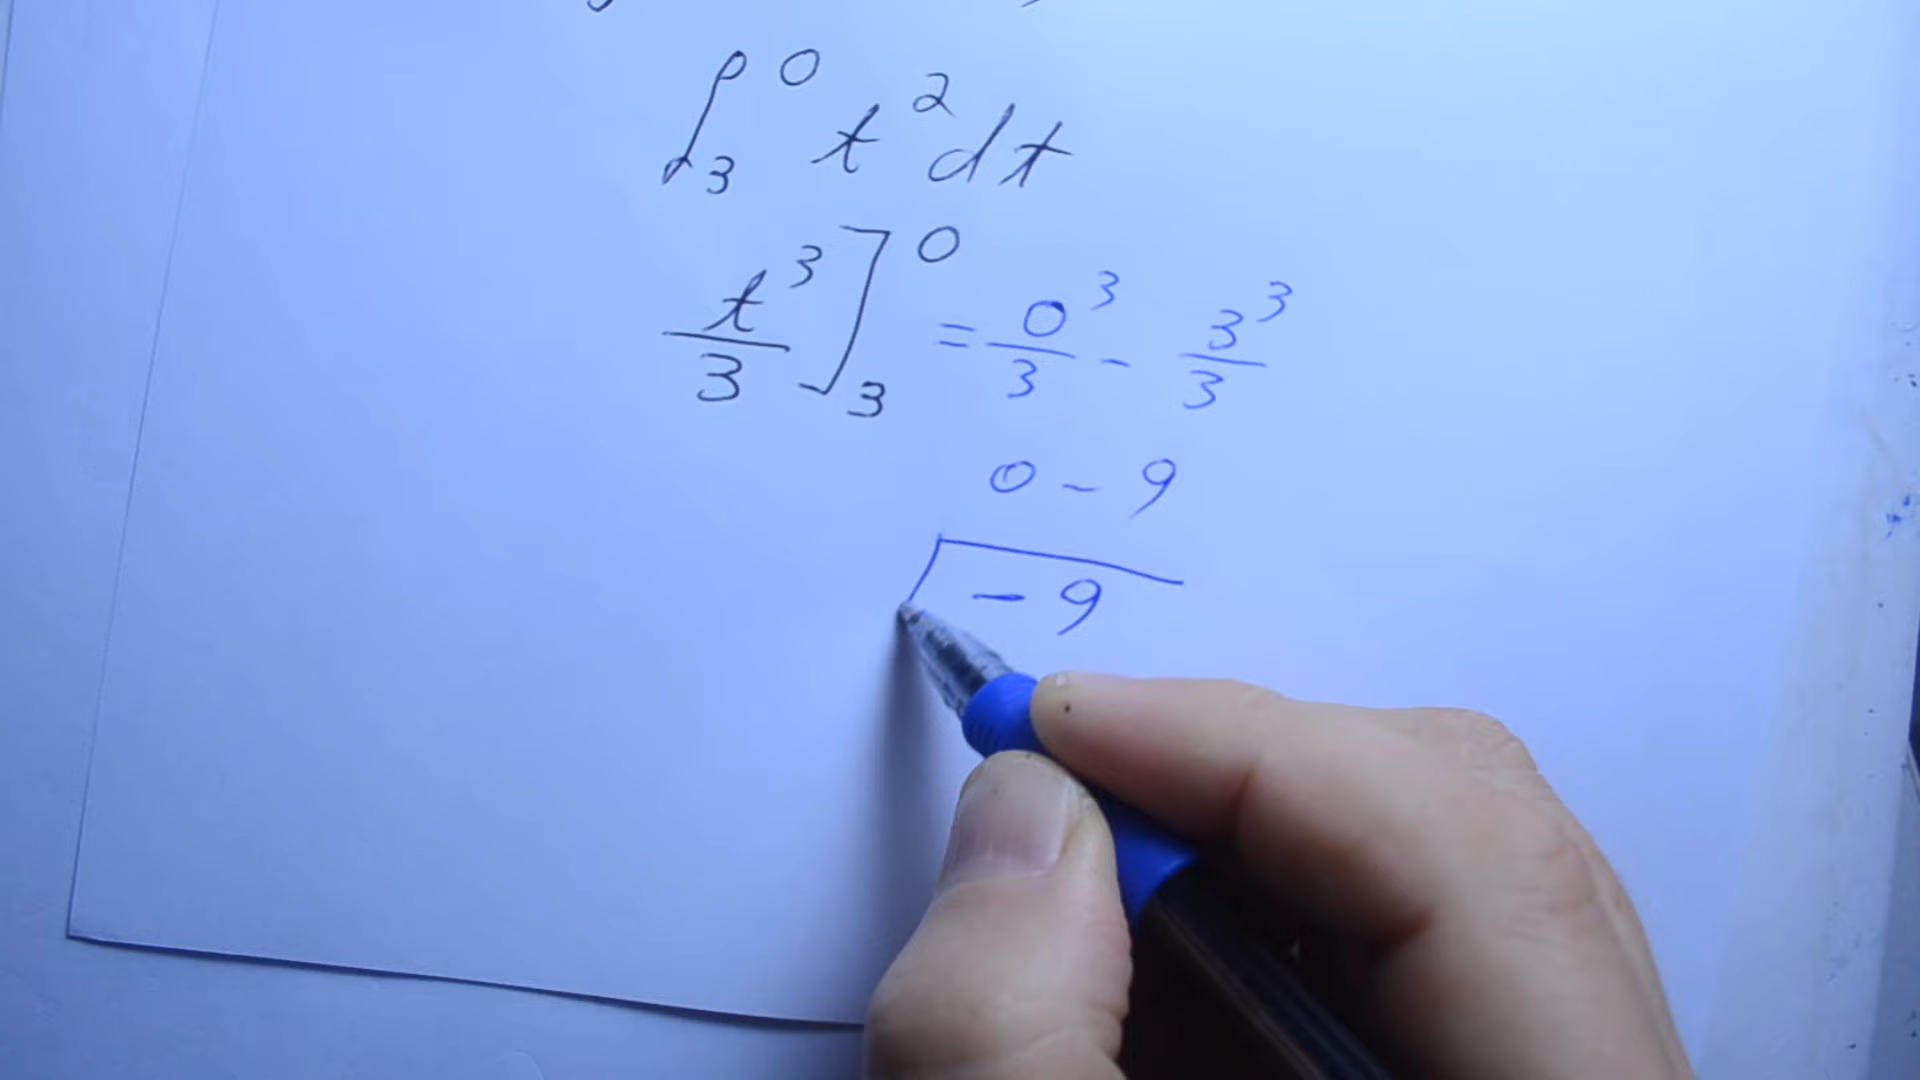 ∫₃⁰ t² dt
t³/3 ]₃⁰ = 0³/3 - 3³/3
0 - 9
- 9